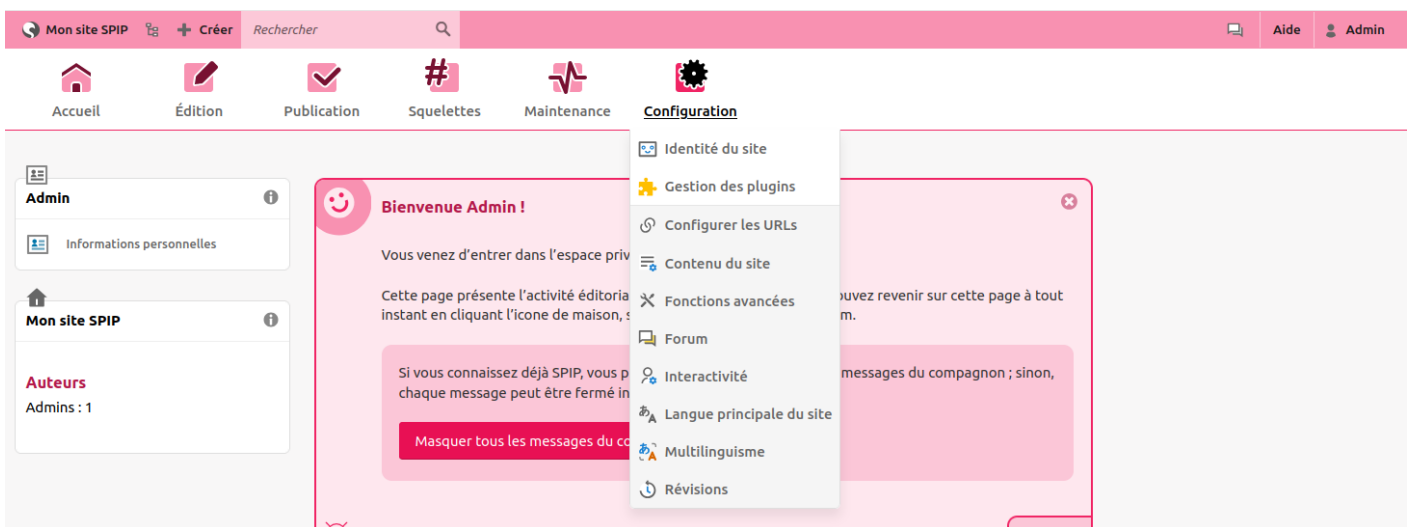 Mon site SPIP
Créer
Rechercher
Aide
Admin
Accueil
Édition
Publication
Squelettes
Maintenance
Configuration
Identité du site
Gestion des plugins
Configurer les URLs
Contenu du site
Fonctions avancées
Forum
Interactivité
Langue principale du site
Multilinguisme
Révisions
Admin
Informations personnelles
Mon site SPIP
Auteurs
Admins : 1
Bienvenue Admin !
Vous venez d’entrer dans l’espace priv
Cette page présente l’activité éditoria ouvez revenir sur cette page à tout
instant en cliquant l’icone de maison, s m.
Si vous connaissez déjà SPIP, vous p messages du compagnon ; sinon,
chaque message peut être fermé in
Masquer tous les messages du co